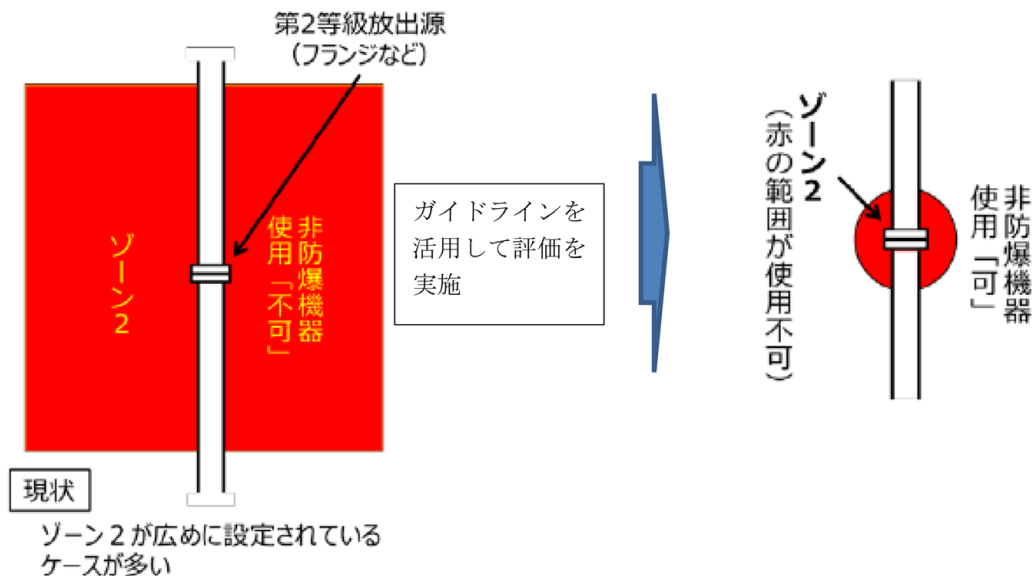 第2等級放出源
（フランジなど）
ゾーン2
非防爆機器
使用「不可」
現状
ゾーン２が広めに設定されている
ケースが多い
ガイドラインを
活用して評価を
実施
ゾーン2
（赤の範囲が使用不可）
非防爆機器
使用「可」